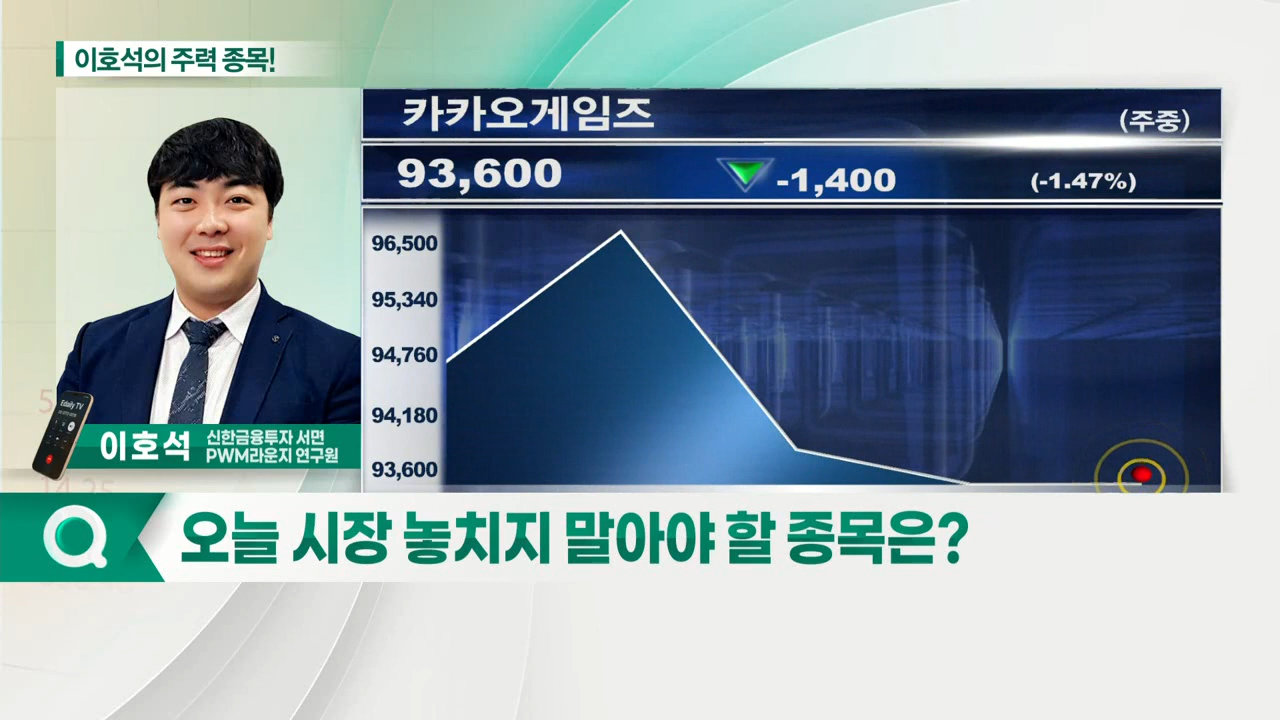 이호석의 주력 종목!
카카오게임즈 (주중)
93,600 -1,400 (-1.47%)
96,500
95,340
94,760
94,180
93,600
Edaily TV
이호석
신한금융투자 서면
PWM라운지 연구원
오늘 시장 놓치지 말아야 할 종목은?